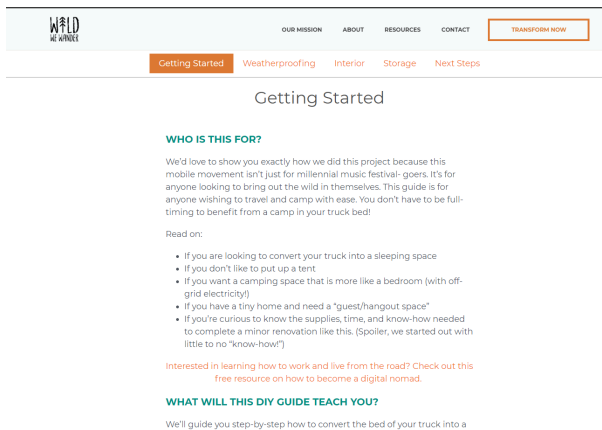 WILD
WE WANDER
OUR MISSION ABOUT RESOURCES CONTACT TRANSFORM NOW
Getting Started Weatherproofing Interior Storage Next Steps
Getting Started
WHO IS THIS FOR?
We’d love to show you exactly how we did this project because this
mobile movement isn’t just for millennial music festival- goers. It’s for
anyone looking to bring out the wild in themselves. This guide is for
anyone wishing to travel and camp with ease. You don’t have to be full-
timing to benefit from a camp in your truck bed!
Read on:
• If you are looking to convert your truck into a sleeping space
• If you don’t like to put up a tent
• If you want a camping space that is more like a bedroom (with off-
grid electricity!)
• If you have a tiny home and need a “guest/hangout space”
• If you’re curious to know the supplies, time, and know-how needed
to complete a minor renovation like this. (Spoiler, we started out with
little to no “know-how!”)
Interested in learning how to work and live from the road? Check out this
free resource on how to become a digital nomad.
WHAT WILL THIS DIY GUIDE TEACH YOU?
We’ll guide you step-by-step how to convert the bed of your truck into a